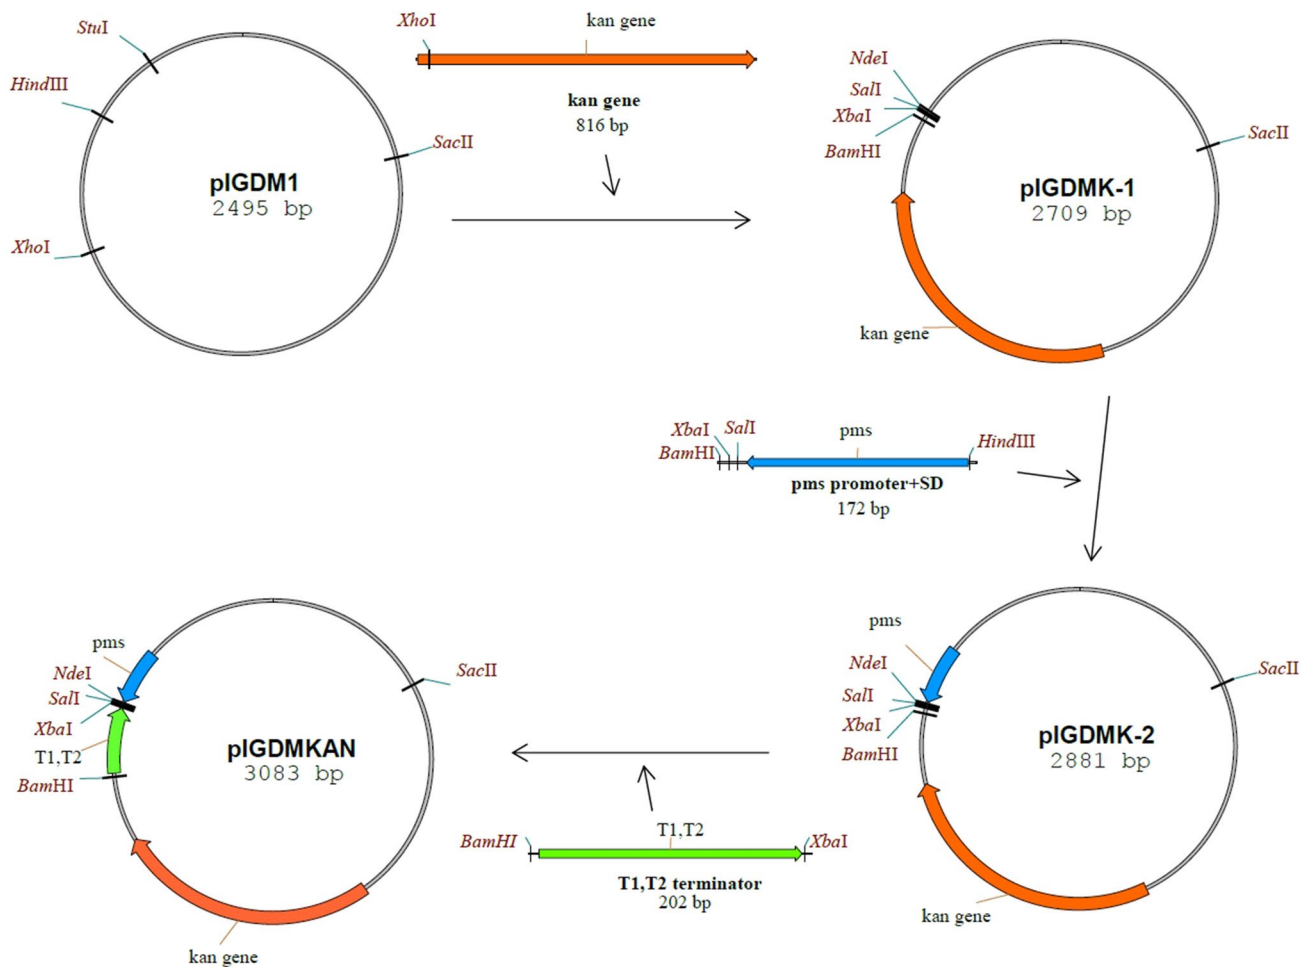 StuI
HindIII
SacII
XhoI
pIGDM1
2495 bp
XhoI
kan gene
kan gene
816 bp
NdeI
SalI
XbaI
BamHI
SacII
pIGDMK-1
2709 bp
kan gene
XbaI
SalI
BamHI
pms
HindIII
pms promoter+SD
172 bp
pms
NdeI
SalI
XbaI
BamHI
SacII
pIGDMKAN
3083 bp
T1,T2
kan gene
BamHI
T1,T2
XbaI
T1,T2 terminator
202 bp
pms
NdeI
SalI
XbaI
BamHI
SacII
pIGDMK-2
2881 bp
kan gene